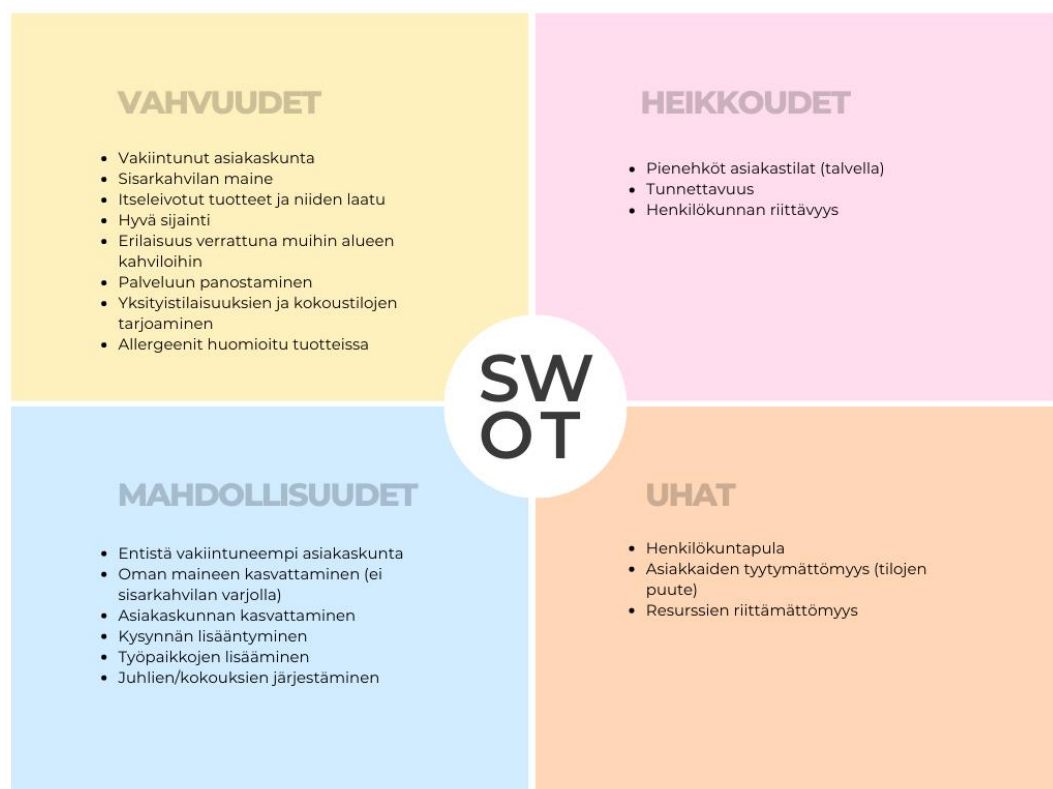 VAHVUUDET
• Vakiintunut asiakaskunta
• Sisarkahvilan maine
• Itseleivotut tuotteet ja niiden laatu
• Hyvä sijainti
• Erilaisuus verrattuna muihin alueen
kahviloihin
• Palveluun panostaminen
• Yksityistilaisuuksien ja kokoustilojen
tarjoaminen
• Allergeenit huomioitu tuotteissa
HEIKKOUDET
• Pienehköt asiakastilat (talvella)
• Tunnettavuus
• Henkilökunnan riittävyys
SW
OT
MAHDOLLISUUDET
• Entistä vakiintuneempi asiakaskunta
• Oman maineen kasvattaminen (ei
sisarkahvilan varjolla)
• Asiakaskunnan kasvattaminen
• Kysynnän lisääntyminen
• Työpaikkojen lisääminen
• Juhlien/kokouksien järjestäminen
UHAT
• Henkilökuntapula
• Asiakkaiden tyytymättömyys (tilojen
puute)
• Resurssien riittämättömyys